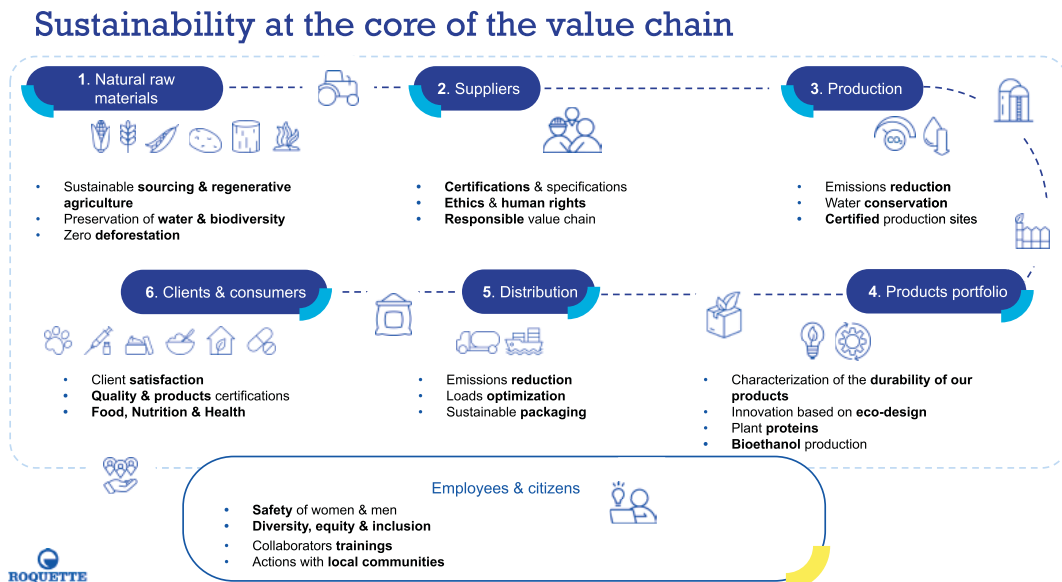 Sustainability at the core of the value chain
1. Natural raw
materials
2. Suppliers
3. Production
CO₂
• Sustainable sourcing & regenerative
agriculture
• Preservation of water & biodiversity
• Zero deforestation
• Certifications & specifications
• Ethics & human rights
• Responsible value chain
• Emissions reduction
• Water conservation
• Certified production sites
6. Clients & consumers
5. Distribution
4. Products portfolio
• Client satisfaction
• Quality & products certifications
• Food, Nutrition & Health
• Emissions reduction
• Loads optimization
• Sustainable packaging
• Characterization of the durability of our
products
• Innovation based on eco-design
• Plant proteins
• Bioethanol production
Employees & citizens
• Safety of women & men
• Diversity, equity & inclusion
• Collaborators trainings
• Actions with local communities
ROQUETTE